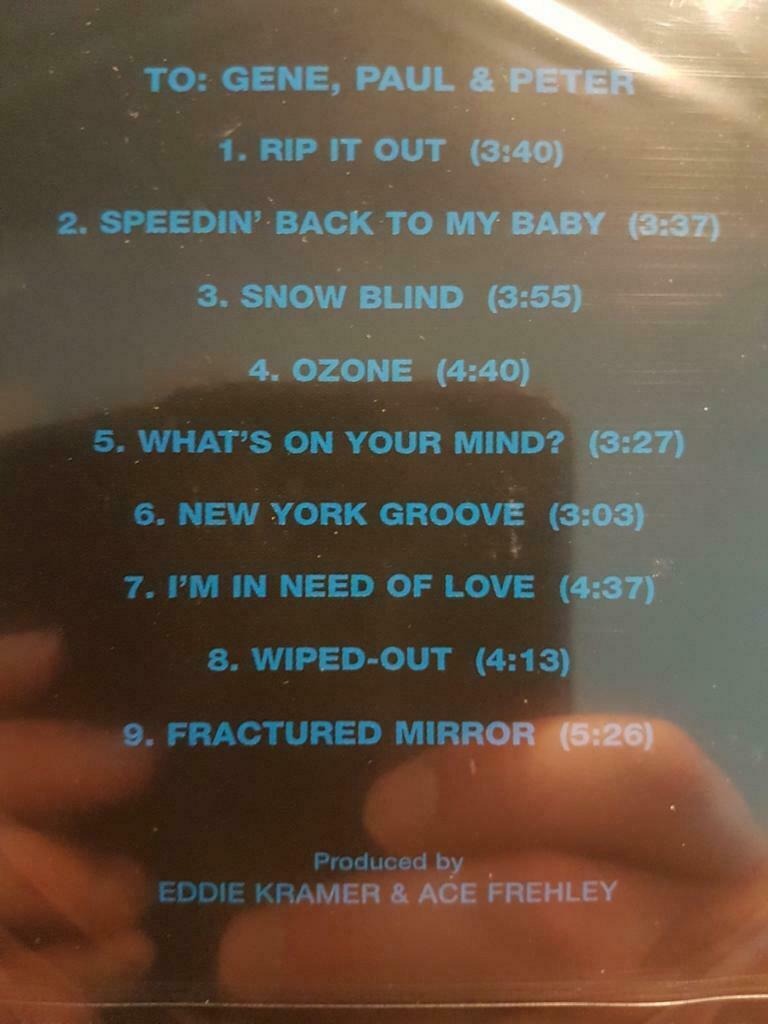 TO: GENE, PAUL & PETER
1. RIP IT OUT (3:40)
2. SPEEDIN' BACK TO MY BABY (3:37)
3. SNOW BLIND (3:55)
4. OZONE (4:40)
5. WHAT'S ON YOUR MIND? (3:27)
6. NEW YORK GROOVE (3:03)
7. I'M IN NEED OF LOVE (4:37)
8. WIPED-OUT (4:13)
9. FRACTURED MIRROR (5:26)
Produced by
EDDIE KRAMER & ACE FREHLEY